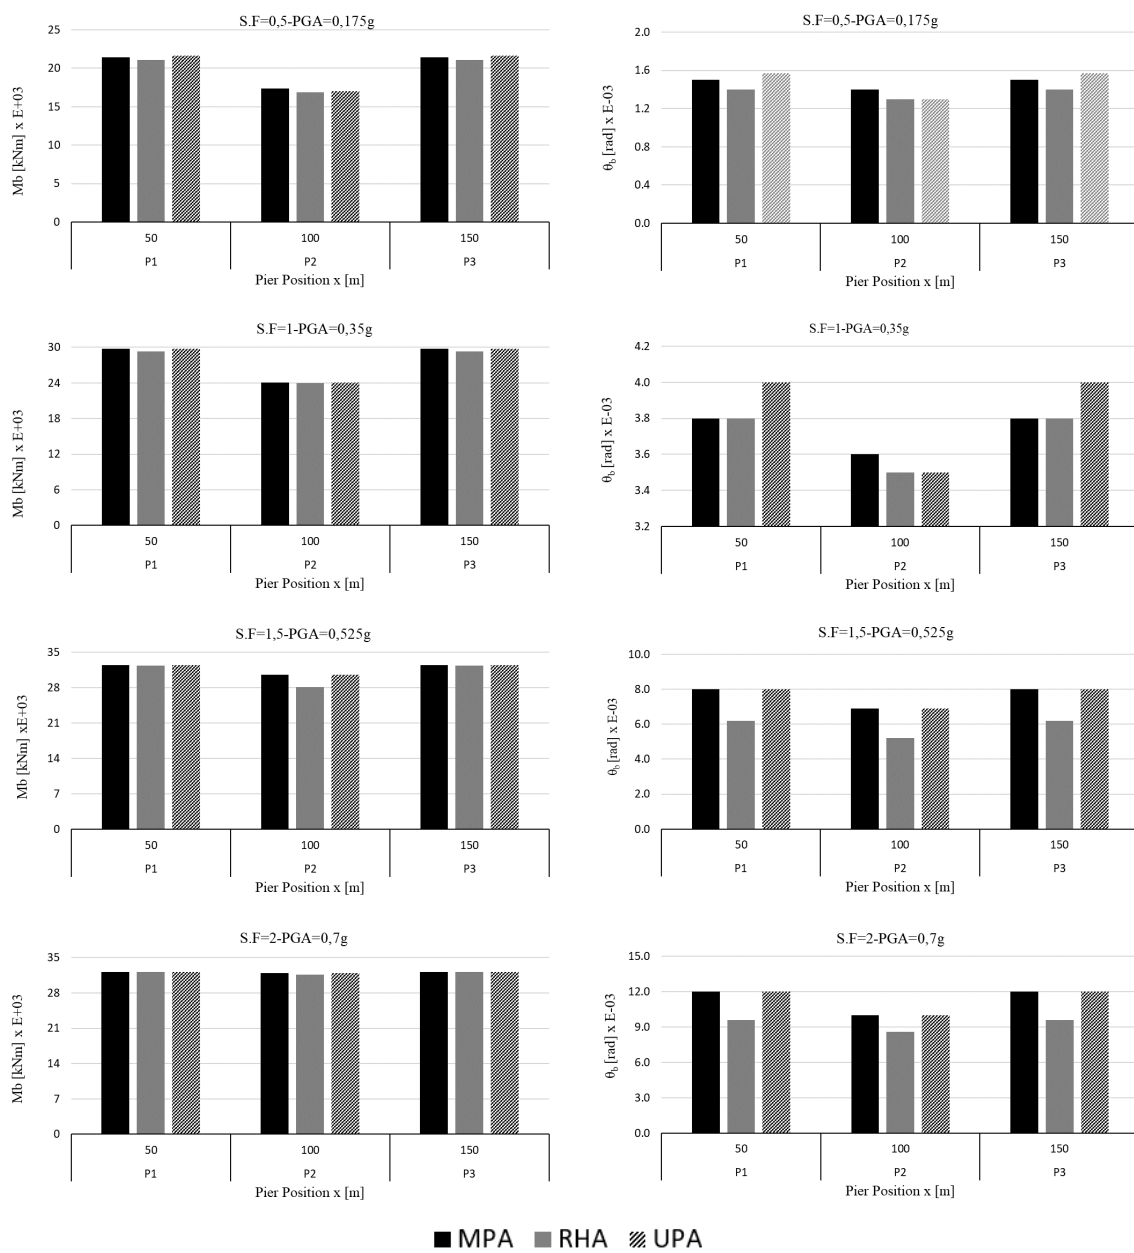 S.F=0,5-PGA=0,175g
Mb [kNm] x E+03
25
20
15
10
5
0
50 100 150
P1 P2 P3
Pier Position x [m]
S.F=0,5-PGA=0,175g
θb [rad] x E-03
2.0
1.6
1.2
0.8
0.4
0.0
50 100 150
P1 P2 P3
Pier Position x [m]
S.F=1-PGA=0,35g
Mb [kNm] x E+03
30
24
18
12
6
0
50 100 150
P1 P2 P3
Pier Position x [m]
S.F=1-PGA=0,35g
θb [rad] x E-03
4.2
4.0
3.8
3.6
3.4
3.2
50 100 150
P1 P2 P3
Pier Position x [m]
S.F=1,5-PGA=0,525g
Mb [kNm] xE+03
35
28
21
14
7
0
50 100 150
P1 P2 P3
Pier Position x [m]
S.F=1,5-PGA=0,525g
θb [rad] x E-03
10.0
8.0
6.0
4.0
2.0
0.0
50 100 150
P1 P2 P3
Pier Position x [m]
S.F=2-PGA=0,7g
Mb [kNm] x E+03
35
28
21
14
7
0
50 100 150
P1 P2 P3
Pier Position x [m]
S.F=2-PGA=0,7g
θb [rad] x E-03
15.0
12.0
9.0
6.0
3.0
0.0
50 100 150
P1 P2 P3
Pier Position x [m]
MPA RHA UPA